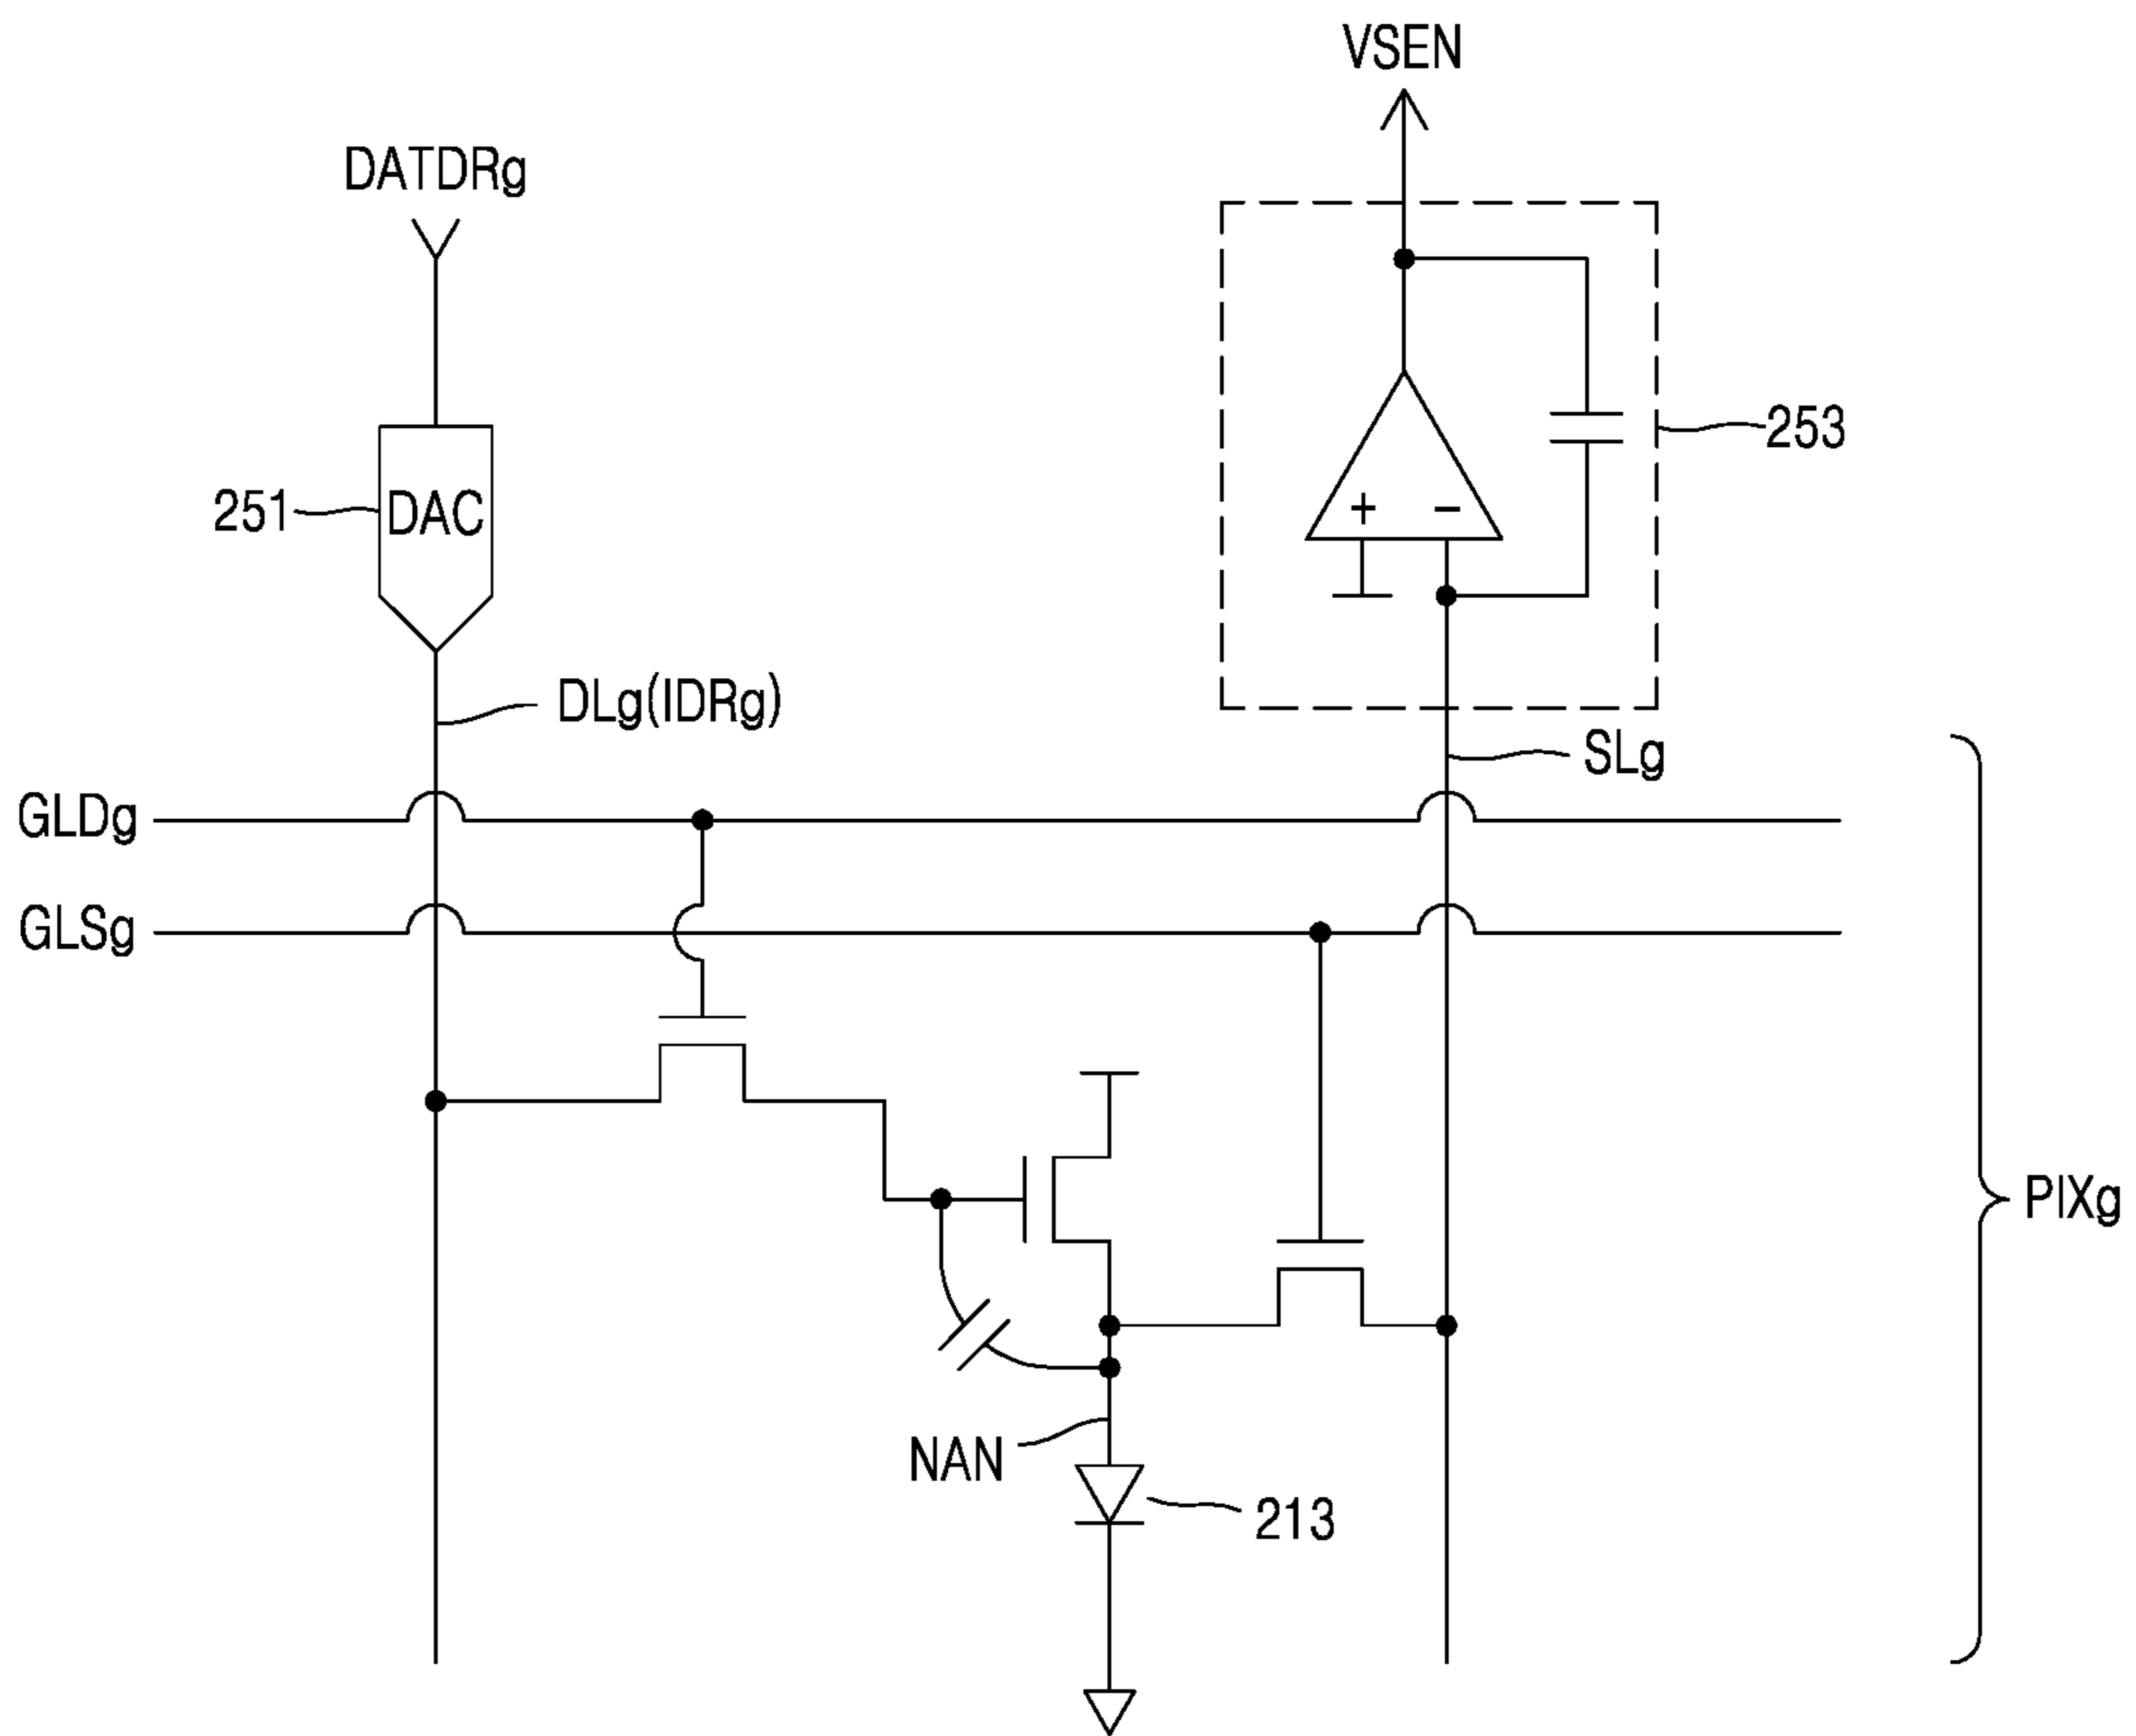 VSEN
DATDRg
253
251
DAC
+ -
DLg(IDRg)
SLg
GLDg
GLSg
PIXg
NAN
213